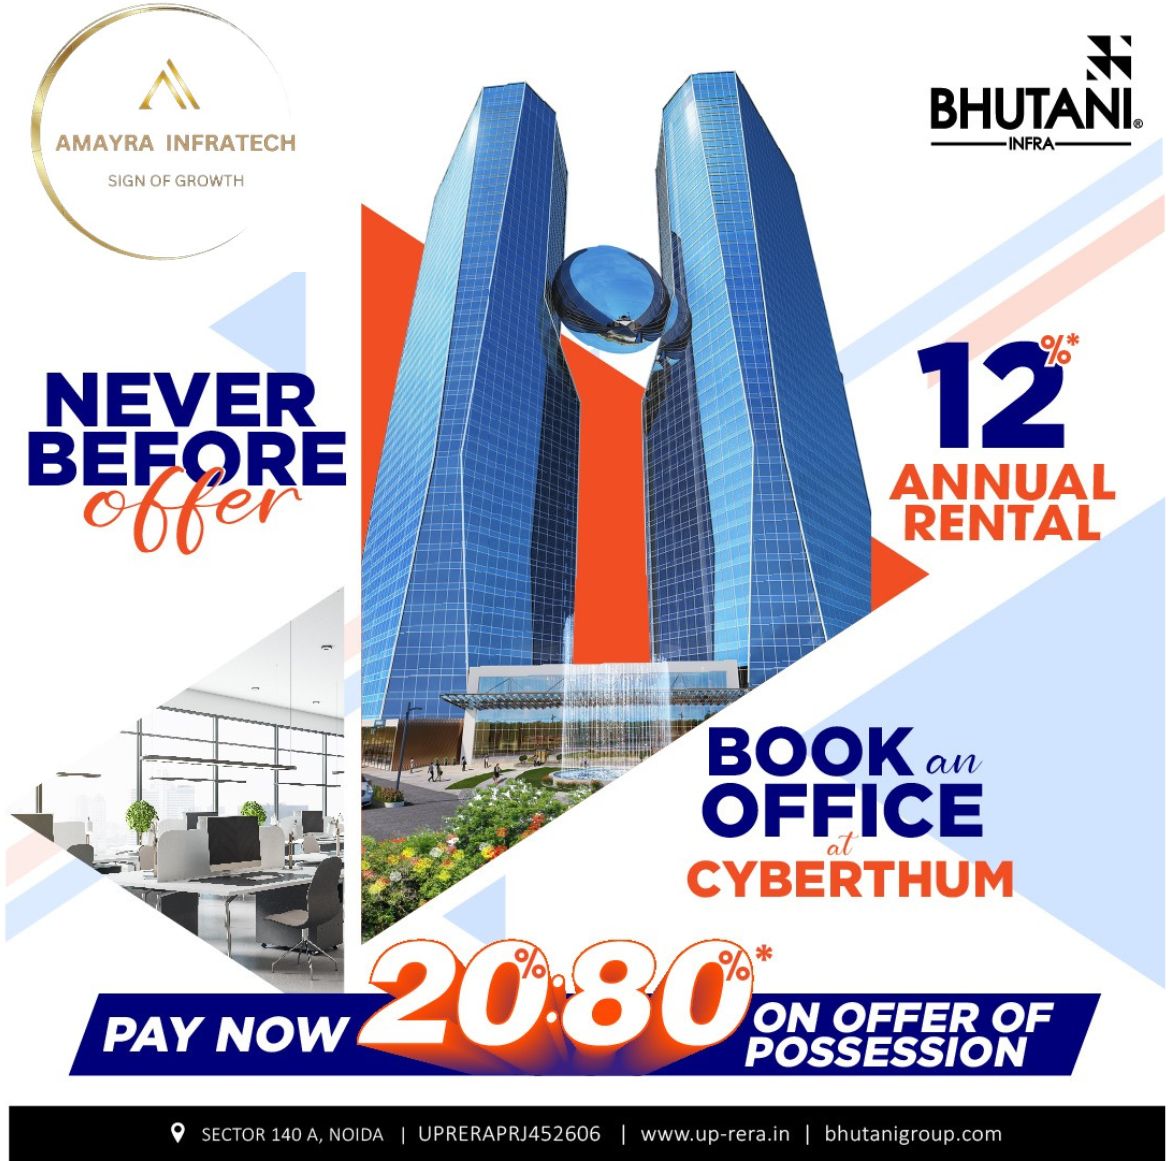 AMAYRA INFRATECH
SIGN OF GROWTH
BHUTANI®
INFRA
NEVER
BEFORE
offer
12%*
ANNUAL
RENTAL
BOOK an
OFFICE
at
CYBERTHUM
PAY NOW 20%:80%* ON OFFER OF
POSSESSION
SECTOR 140 A, NOIDA | UPRERAPRJ452606 | www.up-rera.in | bhutanigroup.com